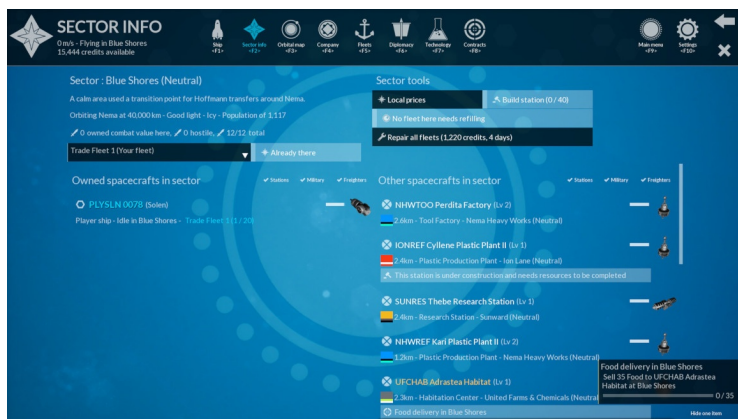 SECTOR INFO
0 m/s - Flying in Blue Shores
15,444 credits available
Ship
<F1>
Sector info
<F2>
Orbital map
<F3>
Company
<F4>
Fleets
<F5>
Diplomacy
<F6>
Technology
<F7>
Contracts
<F8>
Main menu
<F9>
Settings
<F10>
Sector : Blue Shores (Neutral)
A calm area used a transition point for Hoffmann transfers around Nema.
Orbiting Nema at 40,000 km - Good light - Icy - Population of 1,117
0 owned combat value here, 0 hostile, 12/12 total
Trade Fleet 1 (Your fleet)
Already there
Sector tools
Local prices
Build station (0 / 40)
No fleet here needs refilling
Repair all fleets (1,220 credits, 4 days)
Owned spacecrafts in sector
Stations
Military
Freighters
PLYSLN 0078 (Solen)
Player ship - Idle in Blue Shores - Trade Fleet 1 (1 / 20)
Other spacecrafts in sector
Stations
Military
Freighters
NHWTOO Perdita Factory (Lv 2)
2.6km - Tool Factory - Nema Heavy Works (Neutral)
IONREF Cyllene Plastic Plant II (Lv 1)
2.4km - Plastic Production Plant - Ion Lane (Neutral)
This station is under construction and needs resources to be completed
SUNRES Thebe Research Station (Lv 1)
2.4km - Research Station - Sunward (Neutral)
NHWREF Kari Plastic Plant II (Lv 2)
1.2km - Plastic Production Plant - Nema Heavy Works (Neutral)
UFCHAB Adrastea Habitat (Lv 1)
2.3km - Habitation Center - United Farms & Chemicals (Neutral
Food delivery in Blue Shores
Food delivery in Blue Shores
Sell 35 Food to UFCHAB Adrastea
Habitat at Blue Shores
0 / 35
Hide one item